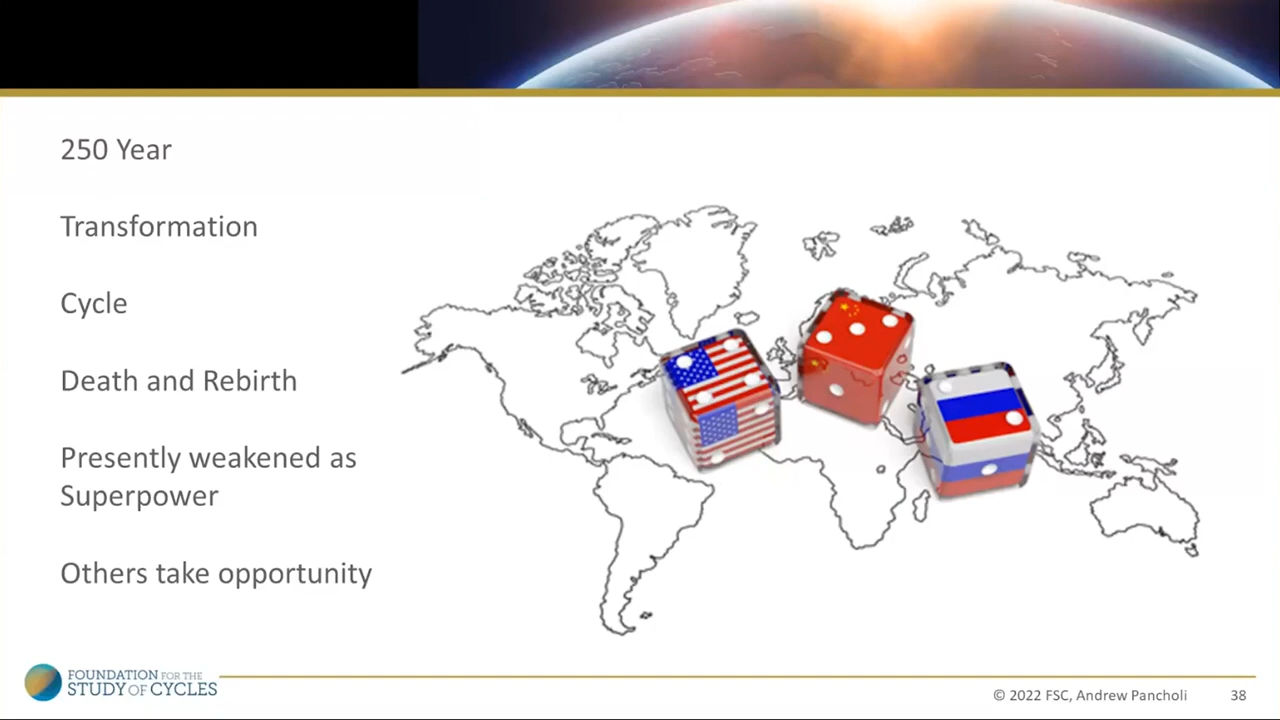 250 Year
Transformation
Cycle
Death and Rebirth
Presently weakened as
Superpower
Others take opportunity
FOUNDATION FOR THE
STUDY OF CYCLES
© 2022 FSC, Andrew Pancholi
38